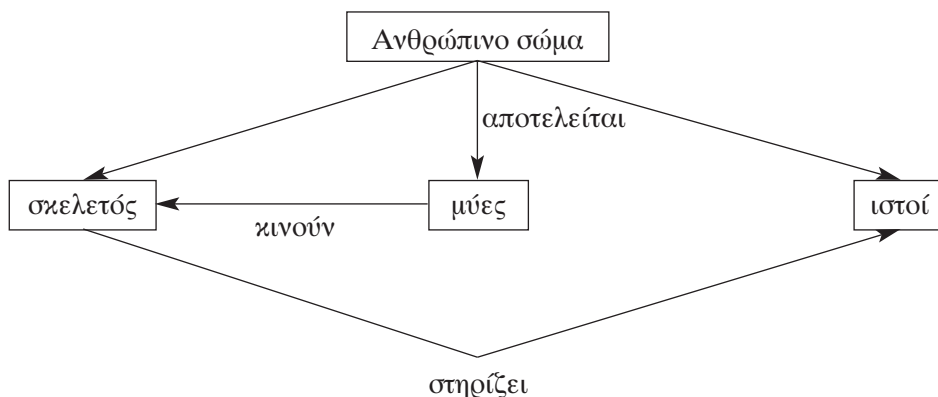 Ανθρώπινο σώμα
αποτελείται
σκελετός
κινούν
μύες
ιστοί
στηρίζει